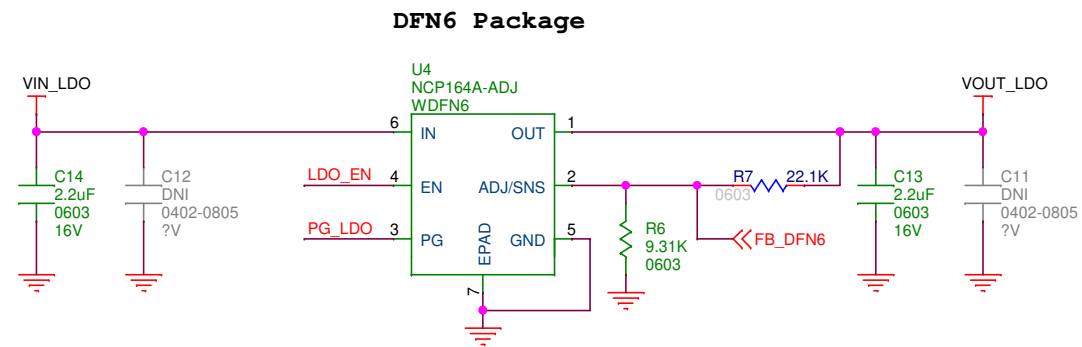 DFN6 Package
U4
NCP164A-ADJ
WDFN6
VIN_LDO
VOUT_LDO
6 IN OUT 1
C14
2.2uF
0603
16V
C12
DNI
0402-0805
?V
LDO_EN 4 EN ADJ/SNS 2
R7 22.1K
0603
C13
2.2uF
0603
16V
C11
DNI
0402-0805
?V
PG_LDO 3 PG GND 5
EPAD
7
R6
9.31K
0603
FB_DFN6